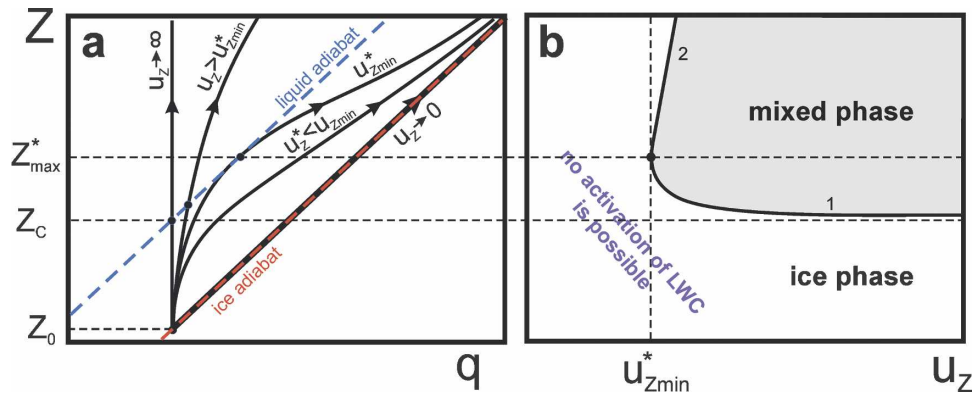 Z
a
u_Z→∞
u_Z>u*_Zmin
liquid adiabat
u*_Zmin
u*_Z<u_Zmin
u_Z→0
ice adiabat
Z*_max
Z_C
Z_0
q
b
2
mixed phase
no activation of LWC
is possible
1
ice phase
u*_Zmin
u_Z